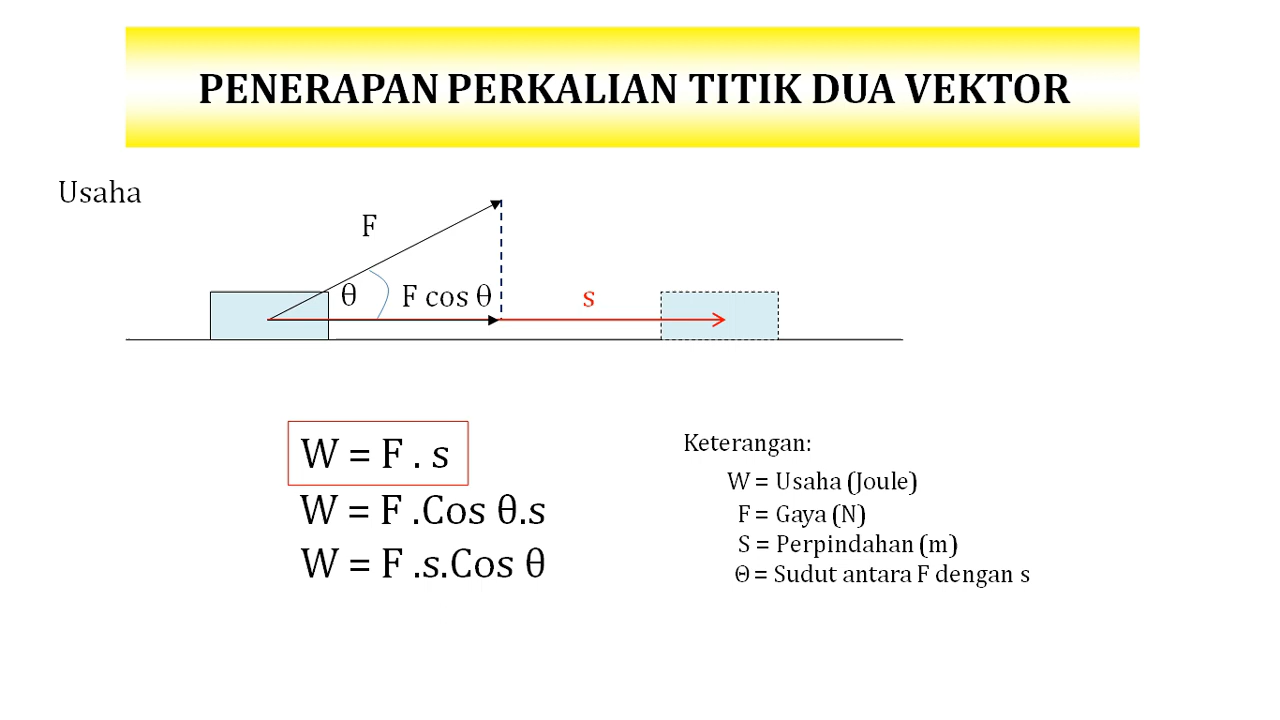 PENERAPAN PERKALIAN TITIK DUA VEKTOR
Usaha
F
θ
F cos θ
s
W = F . s
W = F .Cos θ.s
W = F .s.Cos θ
Keterangan:
W = Usaha (Joule)
F = Gaya (N)
S = Perpindahan (m)
Θ = Sudut antara F dengan s